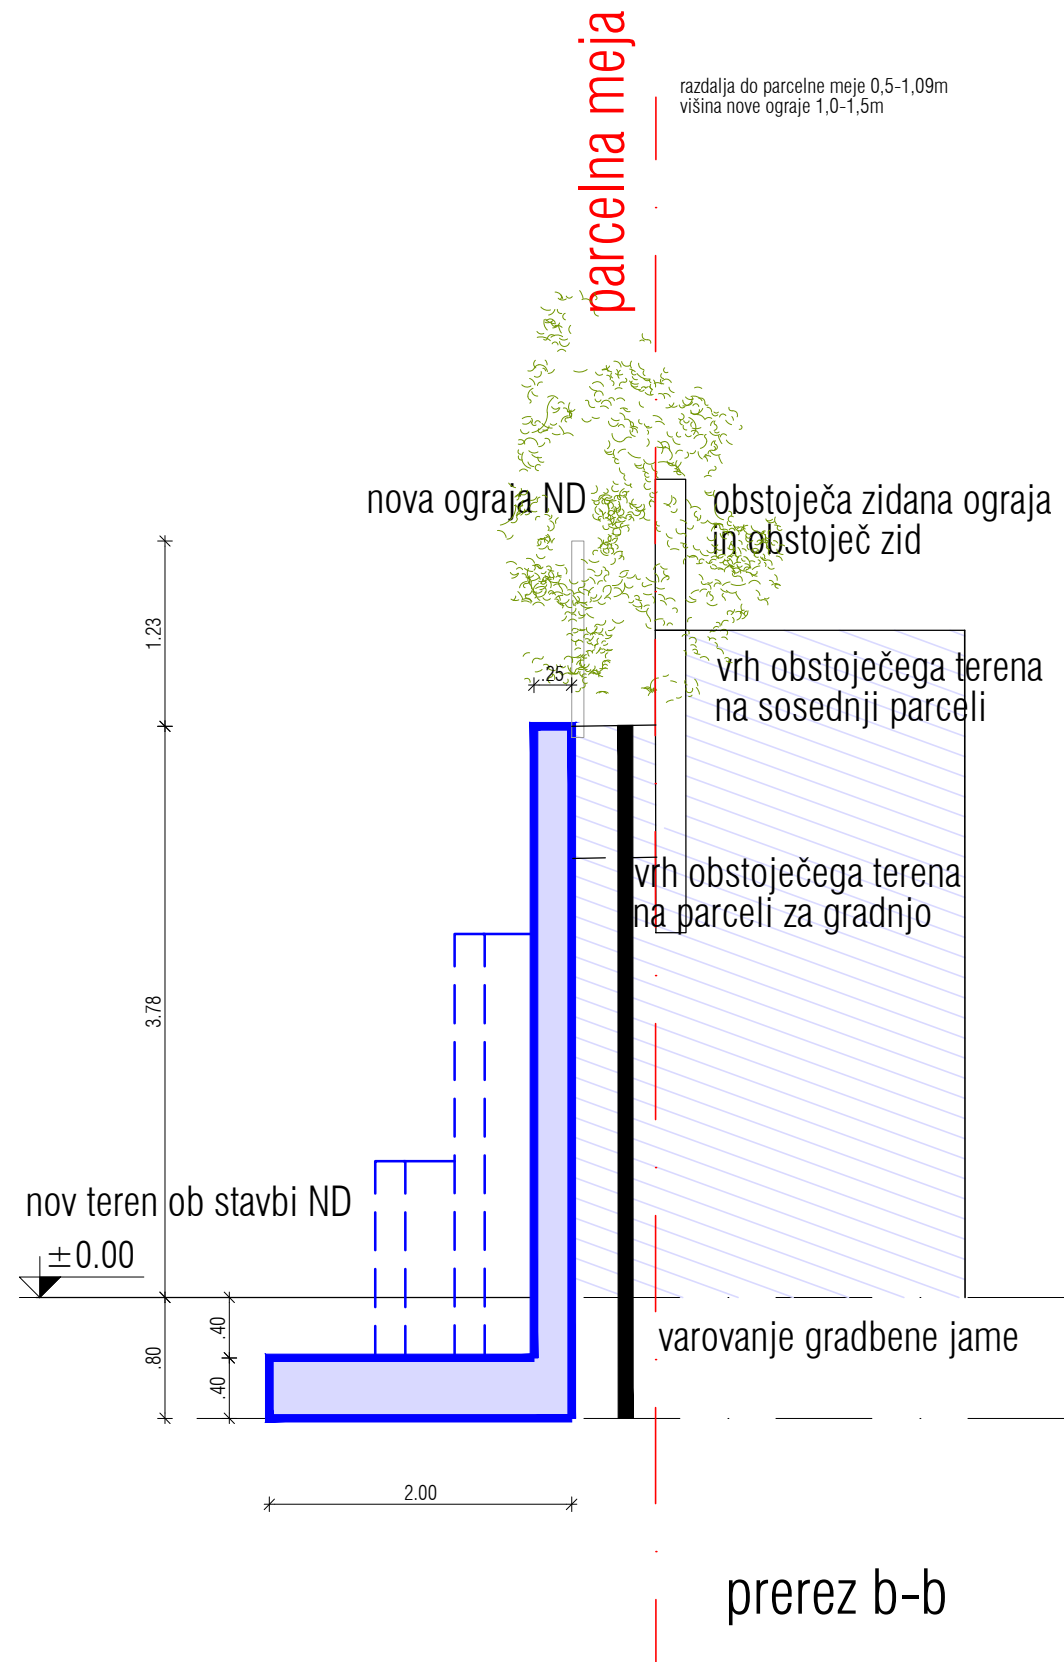 parcelna meja
razdalja do parcelne meje 0,5-1,09m
višina nove ograje 1,0-1,5m
nova ograja ND
obstoječa zidana ograja
in obstoječ zid
1.23
.25
vrh obstoječega terena
na sosednji parceli
vrh obstoječega terena
na parceli za gradnjo
3.78
nov teren ob stavbi ND
±0.00
.40
.80
.40
varovanje gradbene jame
2.00
prerez b-b